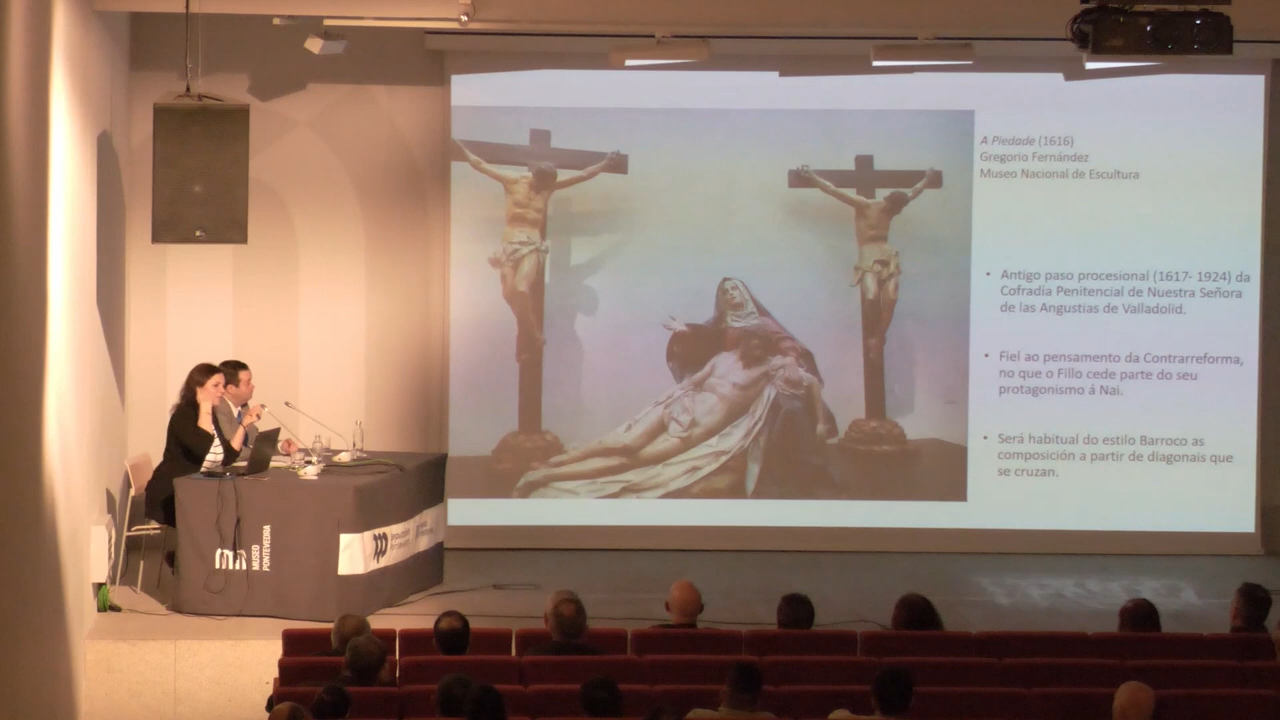 A Piedade (1616)
Gregorio Fernández
Museo Nacional de Escultura
• Antigo paso procesional (1617- 1924) da
Cofradía Penitencial de Nuestra Señora
de las Angustias de Valladolid.
• Fiel ao pensamento da Contrarreforma,
no que o Fillo cede parte do seu
protagonismo á Nai.
• Será habitual do estilo Barroco as
composición a partir de diagonais que
se cruzan.
MUSEO
PONTEVEDRA